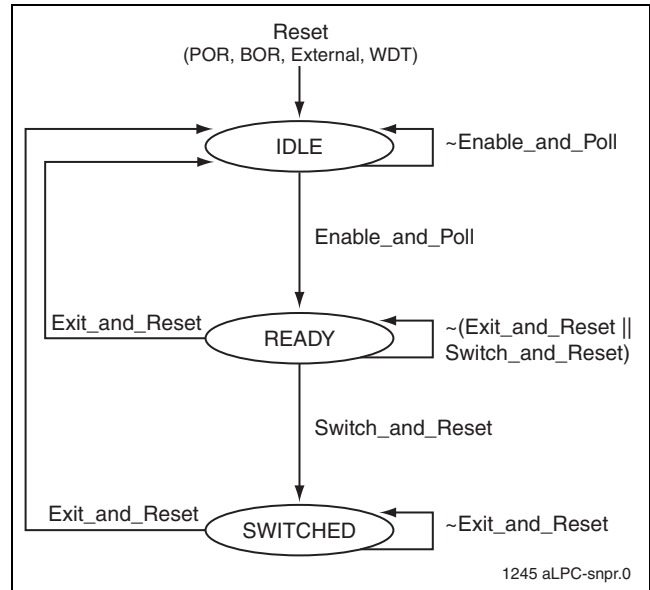 Reset
(POR, BOR, External, WDT)
IDLE
~Enable_and_Poll
Enable_and_Poll
Exit_and_Reset
READY
~(Exit_and_Reset ||
Switch_and_Reset)
Switch_and_Reset
Exit_and_Reset
SWITCHED
~Exit_and_Reset
1245 aLPC-snpr.0